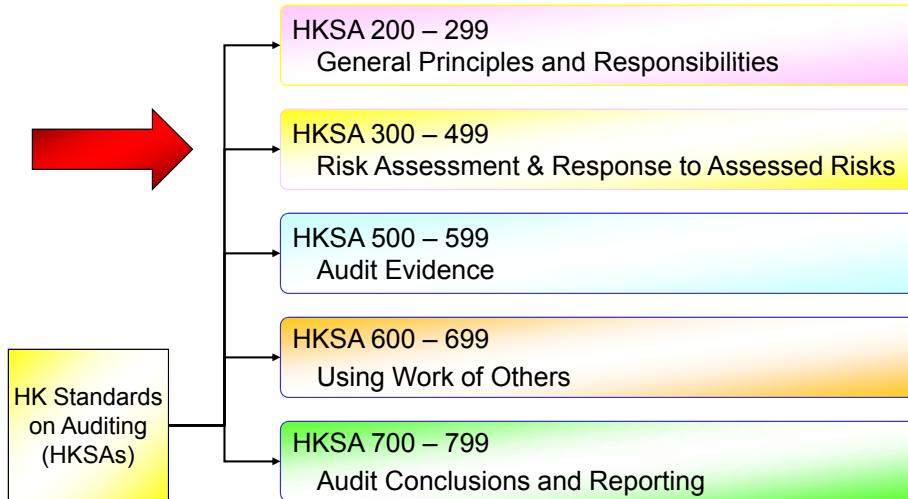 HKSA 200 – 299
General Principles and Responsibilities
HKSA 300 – 499
Risk Assessment & Response to Assessed Risks
HKSA 500 – 599
Audit Evidence
HKSA 600 – 699
Using Work of Others
HK Standards
on Auditing
(HKSAs)
HKSA 700 – 799
Audit Conclusions and Reporting